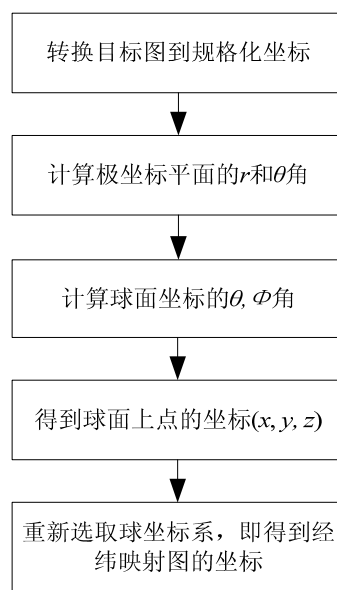 转换目标图到规格化坐标
计算极坐标平面的r和θ角
计算球面坐标的θ, Φ角
得到球面上点的坐标(x, y, z)
重新选取球坐标系，即得到经
纬映射图的坐标